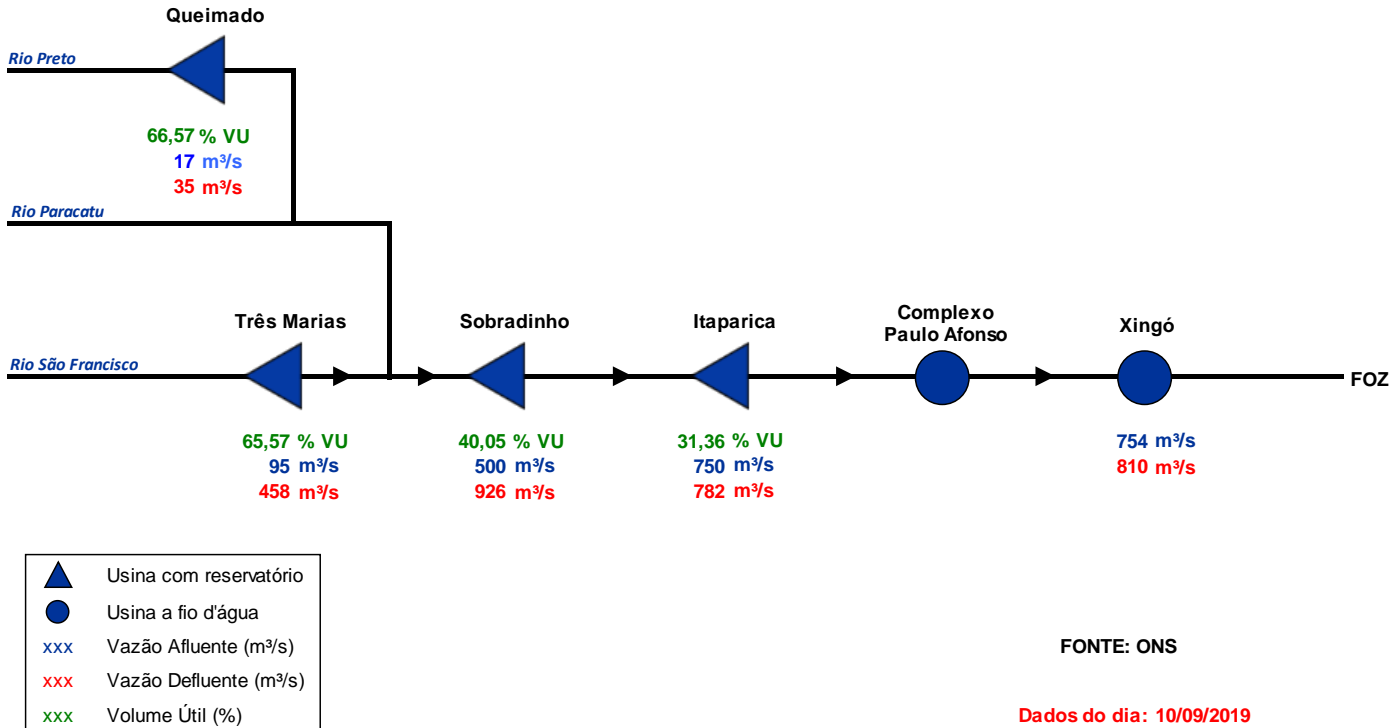 Queimado
Rio Preto
66,57 % VU
17 m³/s
35 m³/s
Rio Paracatu
Três Marias
Sobradinho
Itaparica
Complexo
Paulo Afonso
Xingó
Rio São Francisco
FOZ
65,57 % VU
95 m³/s
458 m³/s
40,05 % VU
500 m³/s
926 m³/s
31,36 % VU
750 m³/s
782 m³/s
754 m³/s
810 m³/s
Usina com reservatório
Usina a fio d'água
xxx Vazão Afluente (m³/s)
xxx Vazão Defluente (m³/s)
xxx Volume Útil (%)
FONTE: ONS
Dados do dia: 10/09/2019